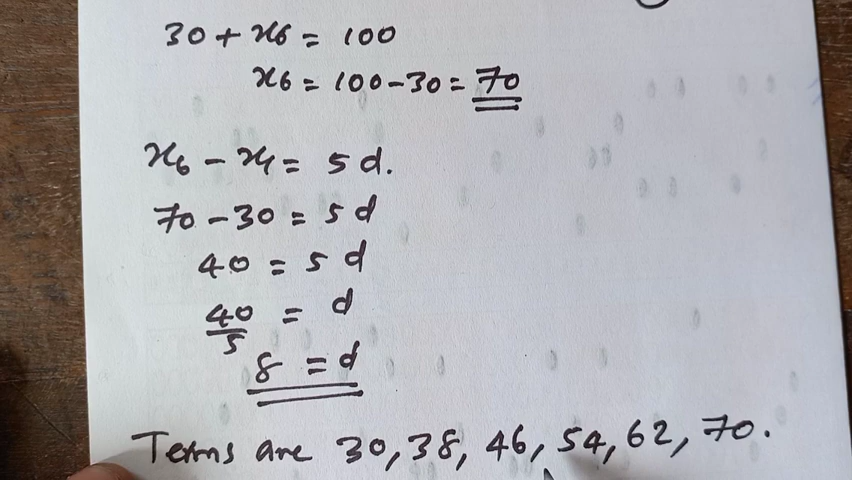 30 + x6 = 100
x6 = 100 - 30 = 70
x6 - x1 = 5d.
70 - 30 = 5d
40 = 5d
40/5 = d
8 = d
Terms are 30, 38, 46, 54, 62, 70.